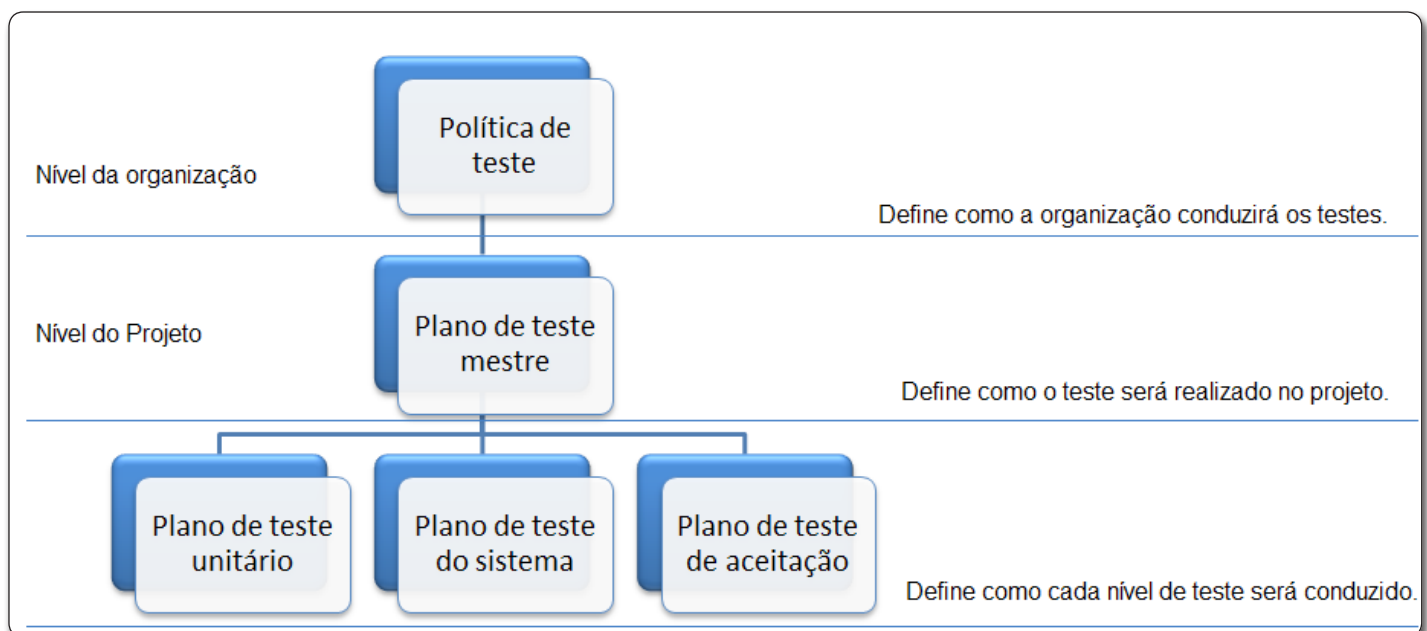 Política de
teste
Nível da organização
Define como a organização conduzirá os testes.
Plano de teste
mestre
Nível do Projeto
Define como o teste será realizado no projeto.
Plano de teste
unitário
Plano de teste
do sistema
Plano de teste
de aceitação
Define como cada nível de teste será conduzido.